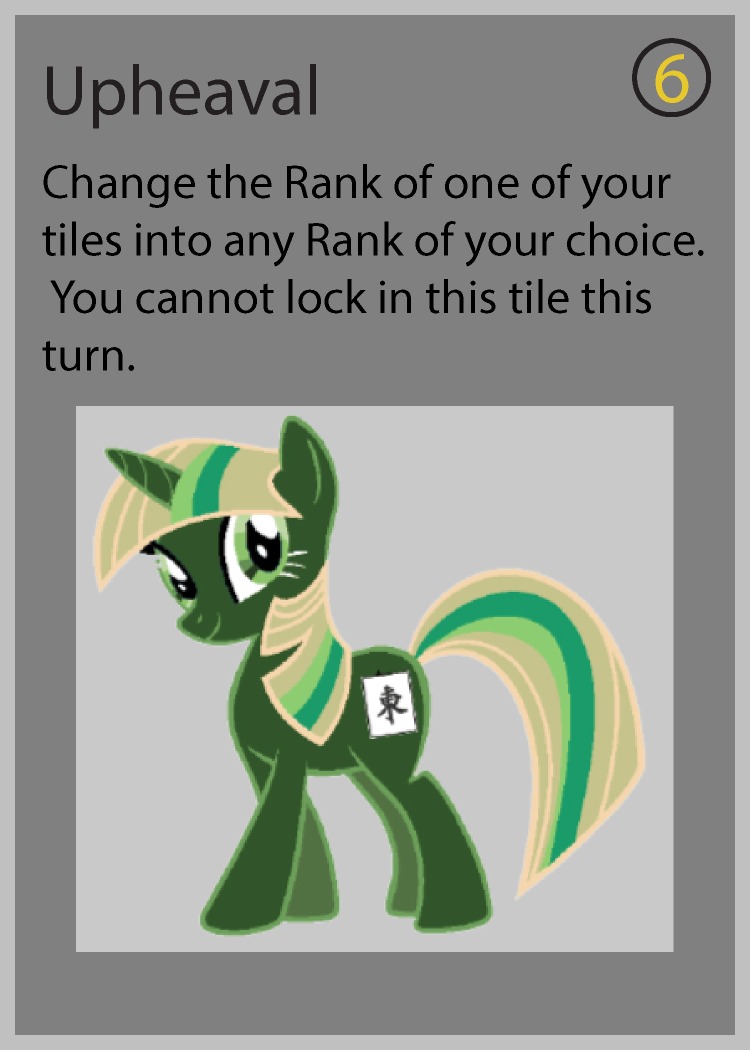 Upheaval
6
Change the Rank of one of your
tiles into any Rank of your choice.
You cannot lock in this tile this
turn.
東